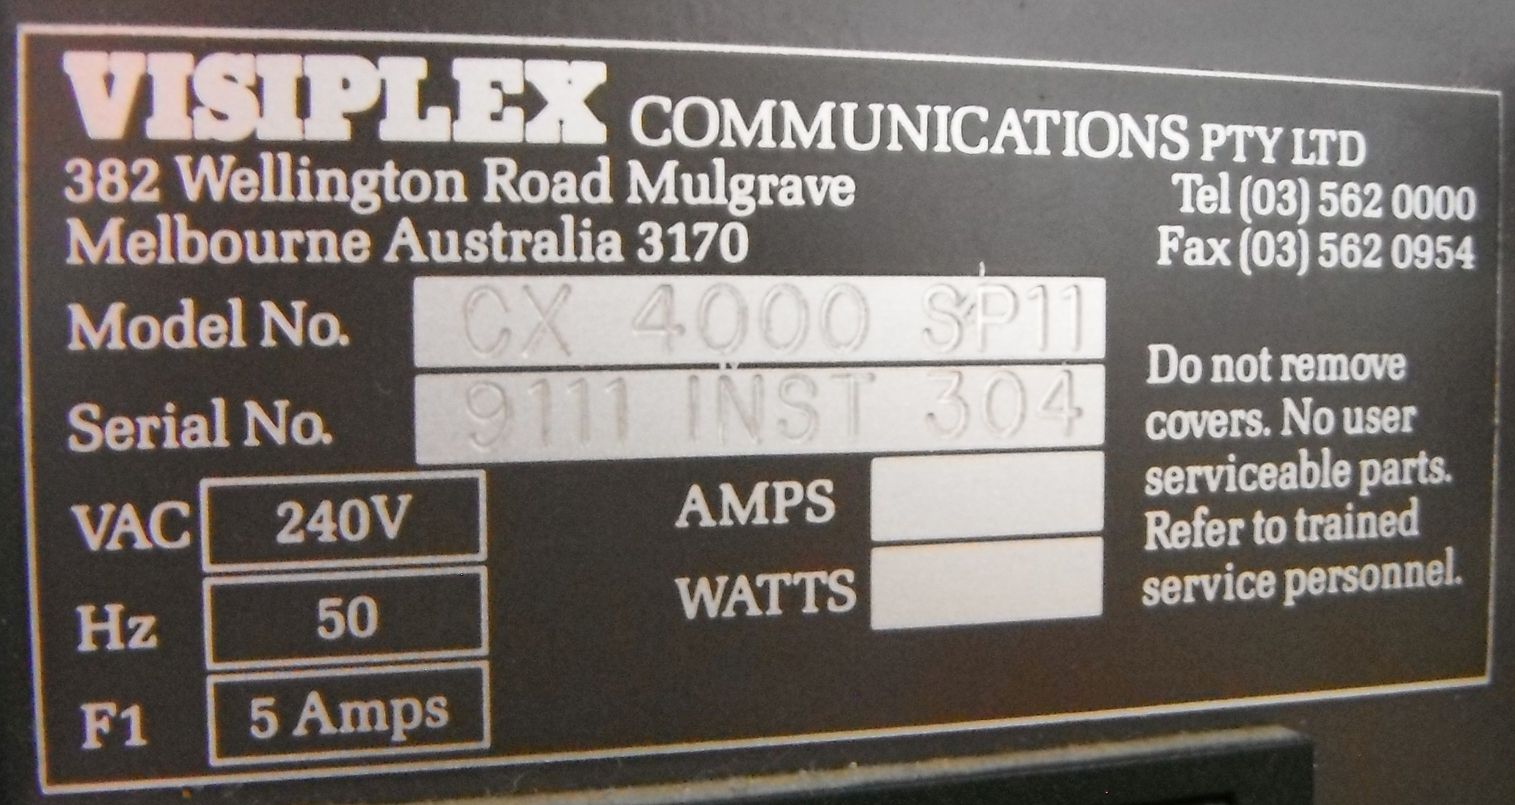 VISIPLEX COMMUNICATIONS PTY LTD
382 Wellington Road Mulgrave
Melbourne Australia 3170
Tel (03) 562 0000
Fax (03) 562 0954
Model No. CX 4000 SP11
Serial No. 9111 INST 304
VAC 240V
Hz 50
F1 5 Amps
AMPS
WATTS
Do not remove
covers. No user
serviceable parts.
Refer to trained
service personnel.